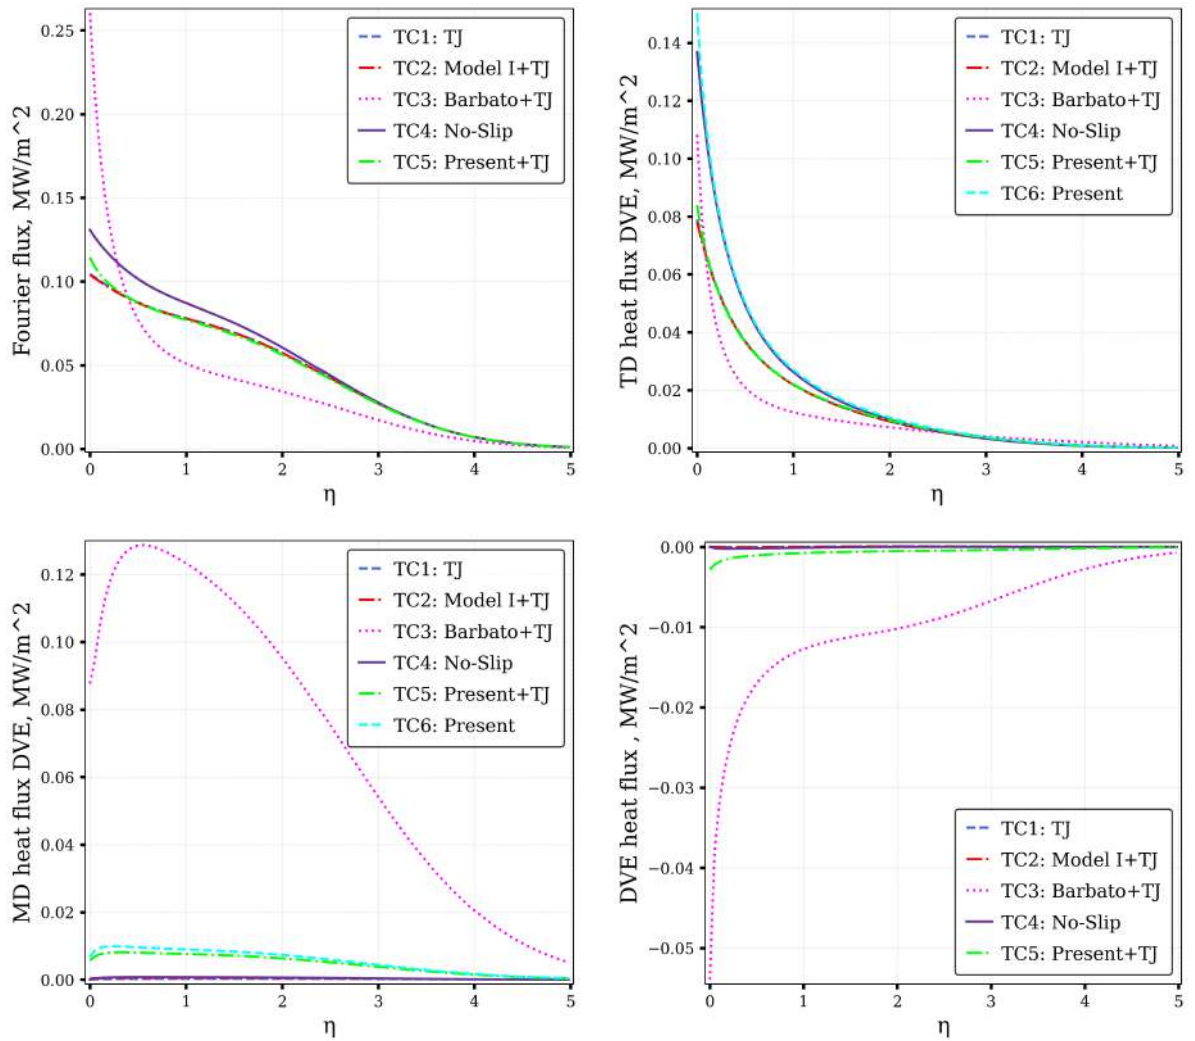 Fourier flux, MW/m^2
0.25
0.20
0.15
0.10
0.05
0.00
TC1: TJ
TC2: Model I+TJ
TC3: Barbato+TJ
TC4: No-Slip
TC5: Present+TJ
0 1 2 3 4 5
η
TD heat flux DVE, MW/m^2
0.14
0.12
0.10
0.08
0.06
0.04
0.02
0.00
TC1: TJ
TC2: Model I+TJ
TC3: Barbato+TJ
TC4: No-Slip
TC5: Present+TJ
TC6: Present
0 1 2 3 4 5
η
MD heat flux DVE, MW/m^2
0.12
0.10
0.08
0.06
0.04
0.02
0.00
TC1: TJ
TC2: Model I+TJ
TC3: Barbato+TJ
TC4: No-Slip
TC5: Present+TJ
TC6: Present
0 1 2 3 4 5
η
DVE heat flux , MW/m^2
0.00
−0.01
−0.02
−0.03
−0.04
−0.05
TC1: TJ
TC2: Model I+TJ
TC3: Barbato+TJ
TC4: No-Slip
TC5: Present+TJ
0 1 2 3 4 5
η